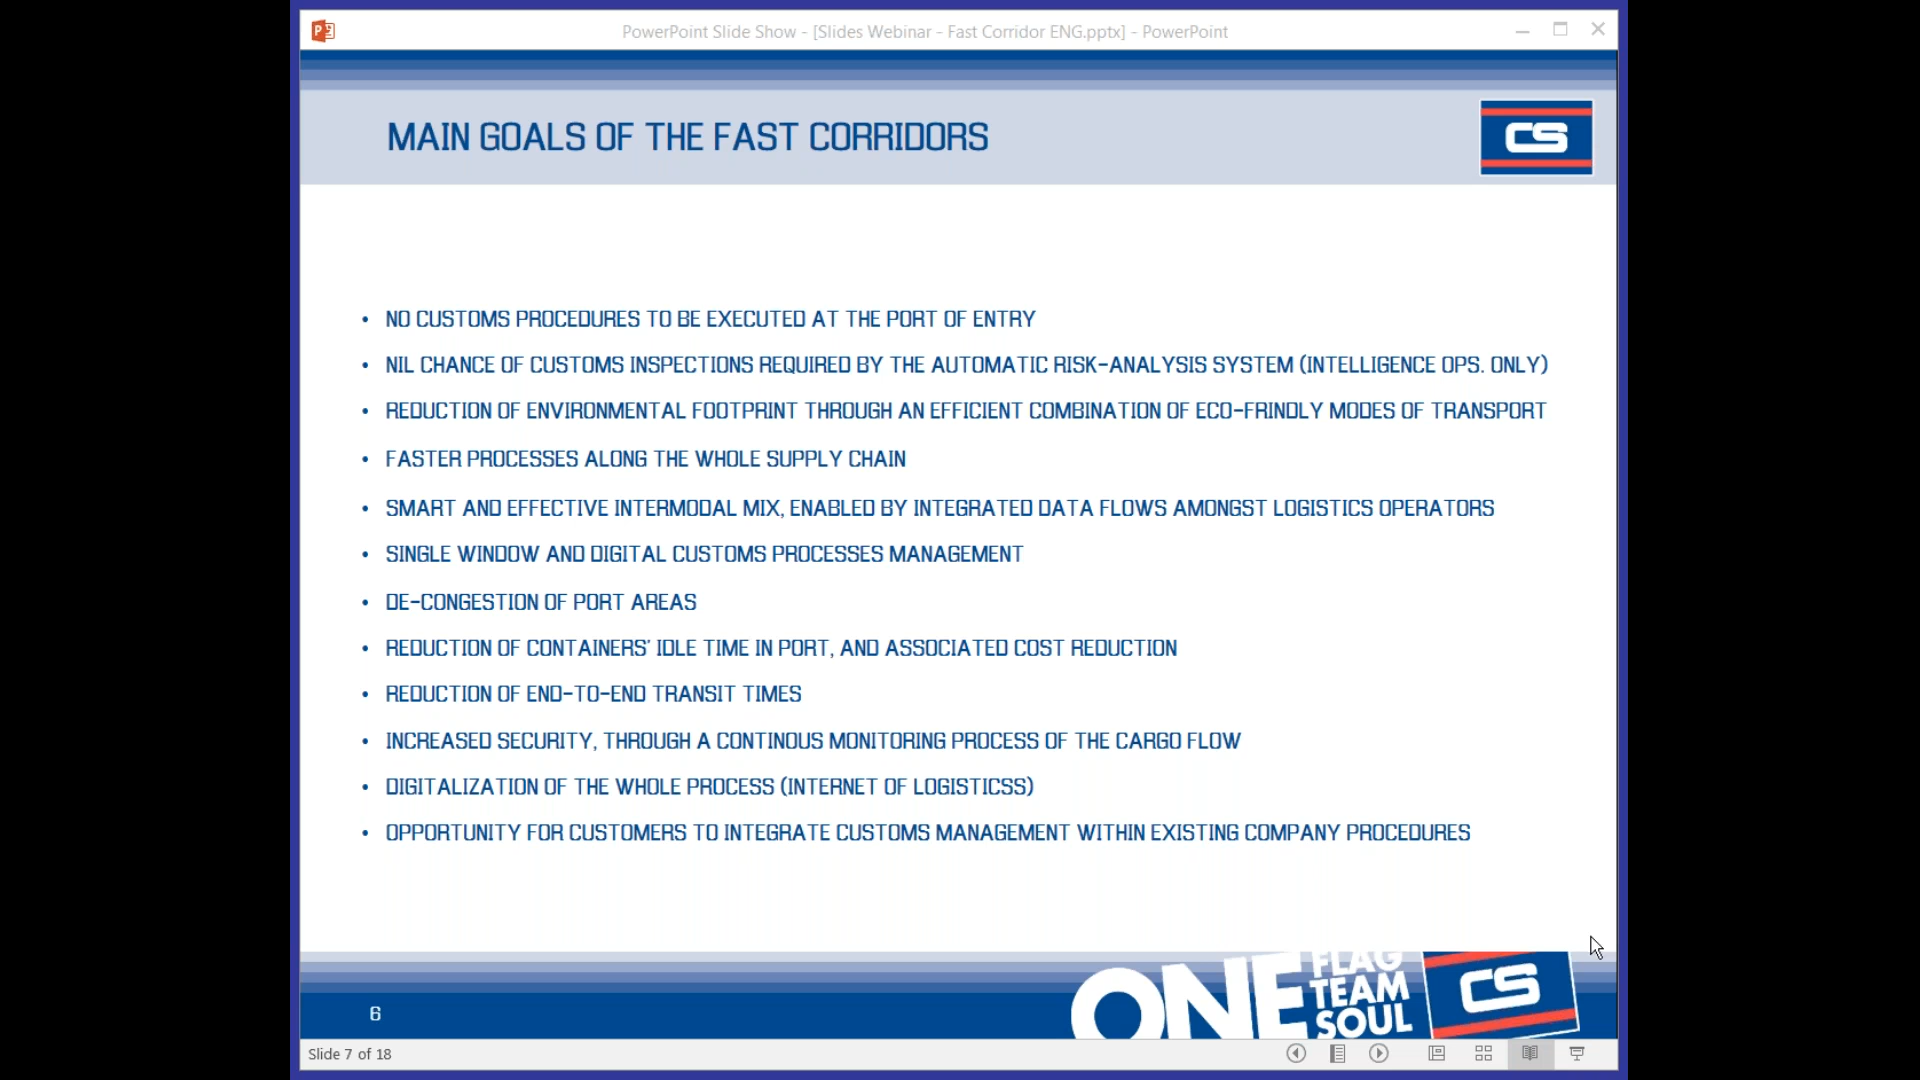 PowerPoint Slide Show - [Slides Webinar - Fast Corridor ENG.pptx] - PowerPoint
MAIN GOALS OF THE FAST CORRIDORS
CS
• NO CUSTOMS PROCEDURES TO BE EXECUTED AT THE PORT OF ENTRY
• NIL CHANCE OF CUSTOMS INSPECTIONS REQUIRED BY THE AUTOMATIC RISK-ANALYSIS SYSTEM (INTELLIGENCE OPS. ONLY)
• REDUCTION OF ENVIRONMENTAL FOOTPRINT THROUGH AN EFFICIENT COMBINATION OF ECO-FRINDLY MODES OF TRANSPORT
• FASTER PROCESSES ALONG THE WHOLE SUPPLY CHAIN
• SMART AND EFFECTIVE INTERMODAL MIX, ENABLED BY INTEGRATED DATA FLOWS AMONGST LOGISTICS OPERATORS
• SINGLE WINDOW AND DIGITAL CUSTOMS PROCESSES MANAGEMENT
• DE-CONGESTION OF PORT AREAS
• REDUCTION OF CONTAINERS' IDLE TIME IN PORT, AND ASSOCIATED COST REDUCTION
• REDUCTION OF END-TO-END TRANSIT TIMES
• INCREASED SECURITY, THROUGH A CONTINOUS MONITORING PROCESS OF THE CARGO FLOW
• DIGITALIZATION OF THE WHOLE PROCESS (INTERNET OF LOGISTICSS)
• OPPORTUNITY FOR CUSTOMERS TO INTEGRATE CUSTOMS MANAGEMENT WITHIN EXISTING COMPANY PROCEDURES
6
ONE
FLAG
TEAM
SOUL
CS
Slide 7 of 18